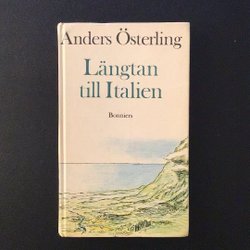 Anders Österling
Längtan
till Italien
Bonniers